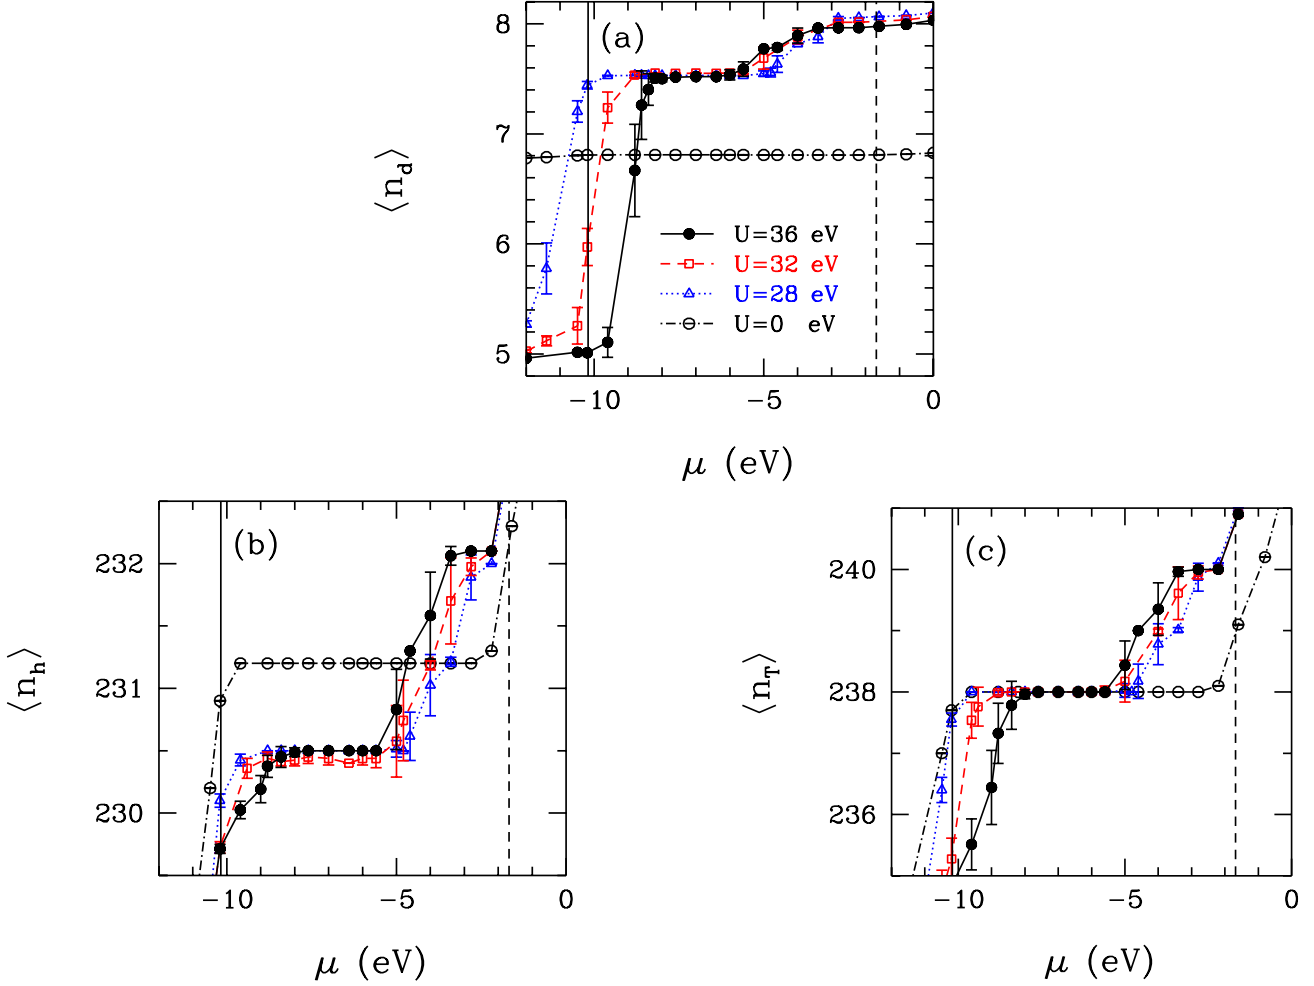 (a)
8
7
6
5
⟨n_d⟩
U=36 eV
U=32 eV
U=28 eV
U=0 eV
−10
−5
0
μ (eV)
(b)
232
231
230
⟨n_h⟩
−10
−5
0
μ (eV)
(c)
240
238
236
⟨n_T⟩
−10
−5
0
μ (eV)